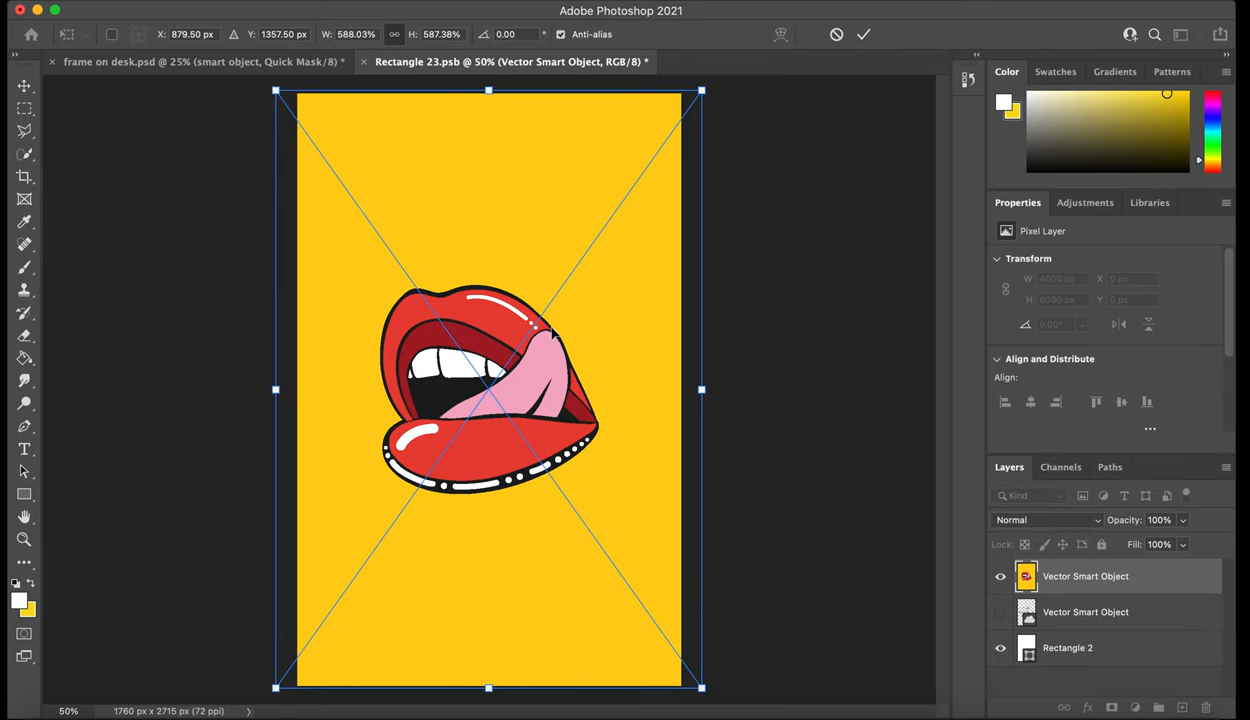 Adobe Photoshop 2021
X: 879.50 px Y: 1357.50 px W: 588.03% H: 587.38% 0.00 ° Anti-alias
frame on desk.psd @ 25% (smart object, Quick Mask/8) *
Rectangle 23.psb @ 50% (Vector Smart Object, RGB/8) *
Color Swatches Gradients Patterns
Properties Adjustments Libraries
Pixel Layer
Transform
W 4000 px X 0 px
H 6000 px Y 0 px
0.00°
Align and Distribute
Align:
Layers Channels Paths
Kind
Normal Opacity: 100%
Lock: Fill: 100%
Vector Smart Object
Vector Smart Object
Rectangle 2
50% 1760 px x 2715 px (72 ppi)